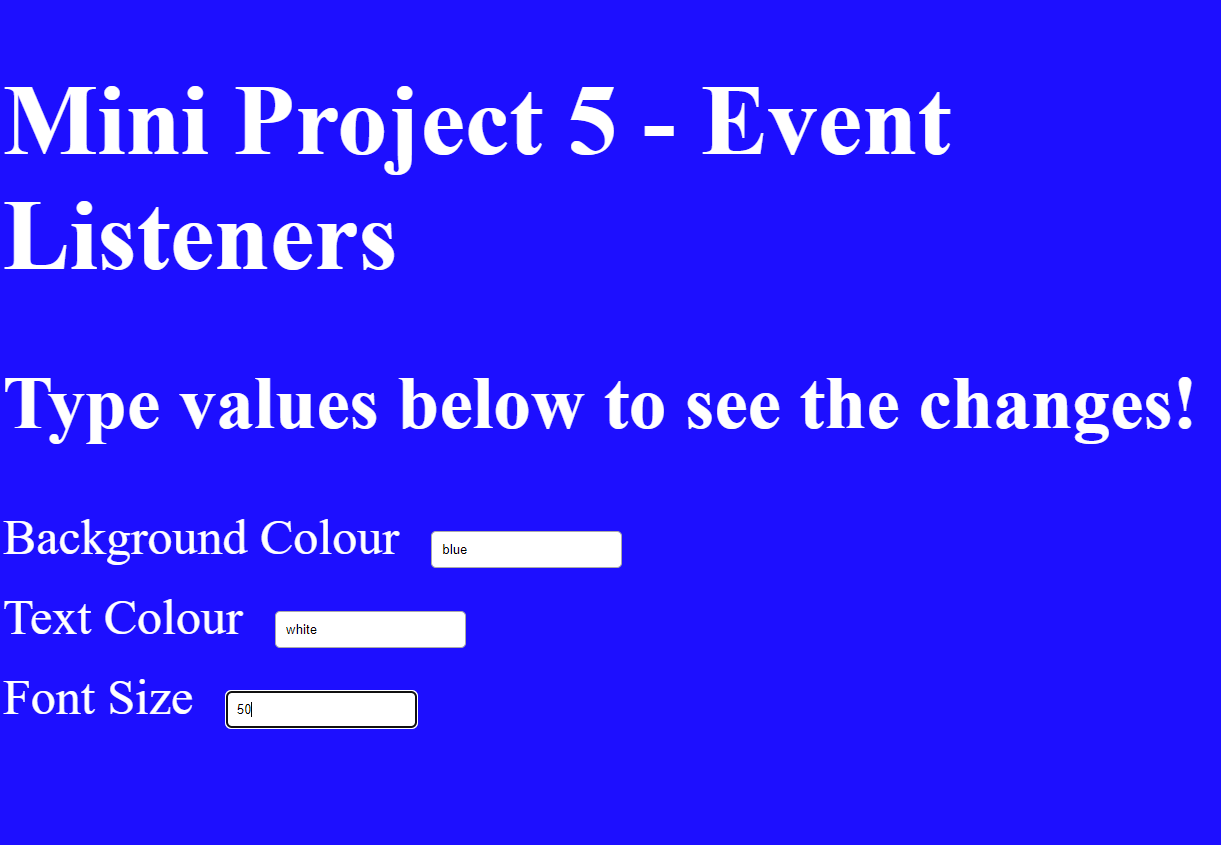 Mini Project 5 - Event
Listeners
Type values below to see the changes!
Background Colour blue
Text Colour white
Font Size 50